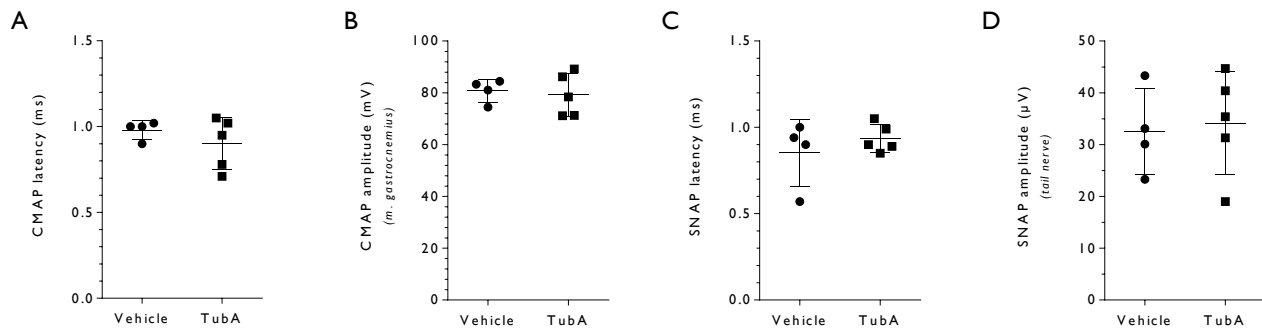 A
CMAP latency (ms)
1.5
1.0
0.5
0.0
Vehicle TubA
B
CMAP amplitude (mV)
(m. gastrocnemius)
100
80
60
40
20
0
Vehicle TubA
C
SNAP latency (ms)
1.5
1.0
0.5
0.0
Vehicle TubA
D
SNAP amplitude (µV)
(tail nerve)
50
40
30
20
10
0
Vehicle TubA